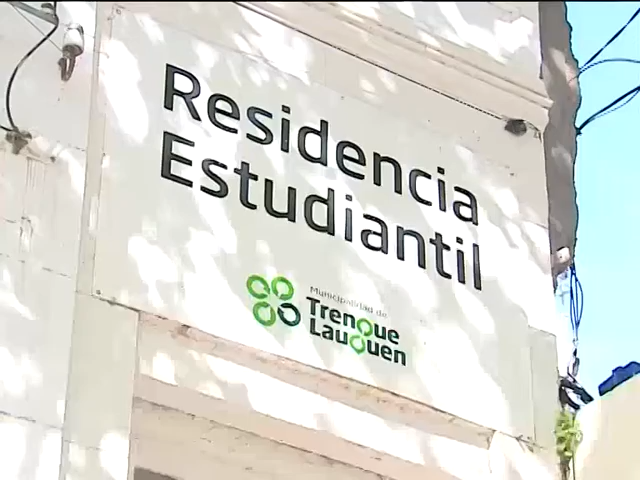 Residencia
Estudiantil
Municipalidad de
Trenque
Lauquen